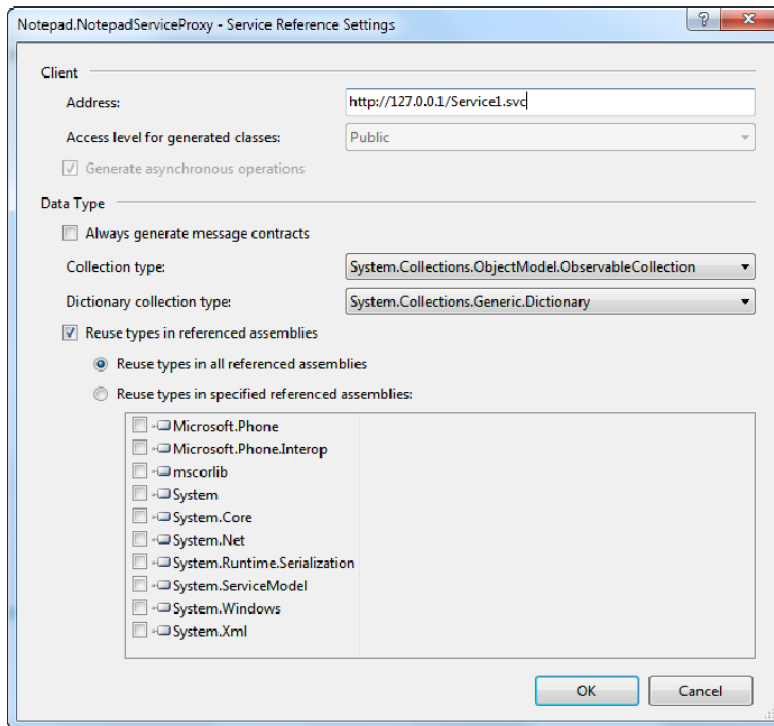 Notepad.NotepadServiceProxy - Service Reference Settings
Client
Address: http://127.0.0.1/Service1.svc
Access level for generated classes: Public
Generate asynchronous operations
Data Type
Always generate message contracts
Collection type: System.Collections.ObjectModel.ObservableCollection
Dictionary collection type: System.Collections.Generic.Dictionary
Reuse types in referenced assemblies
Reuse types in all referenced assemblies
Reuse types in specified referenced assemblies:
Microsoft.Phone
Microsoft.Phone.Interop
mscorlib
System
System.Core
System.Net
System.Runtime.Serialization
System.ServiceModel
System.Windows
System.Xml
OK Cancel